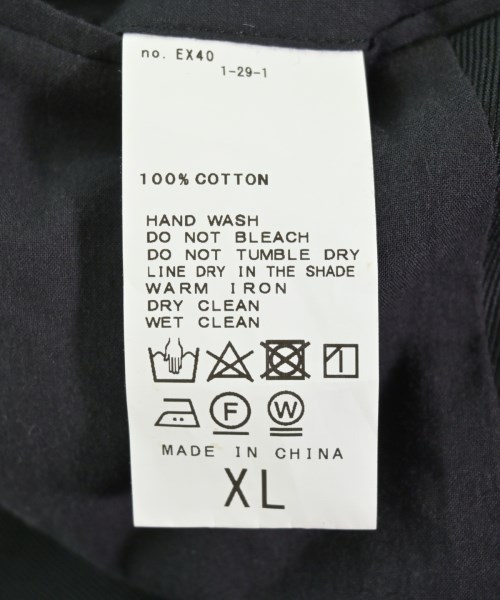 no. EX40
1-29-1
100% COTTON
HAND WASH
DO NOT BLEACH
DO NOT TUMBLE DRY
LINE DRY IN THE SHADE
WARM IRON
DRY CLEAN
WET CLEAN
F W
MADE IN CHINA
XL